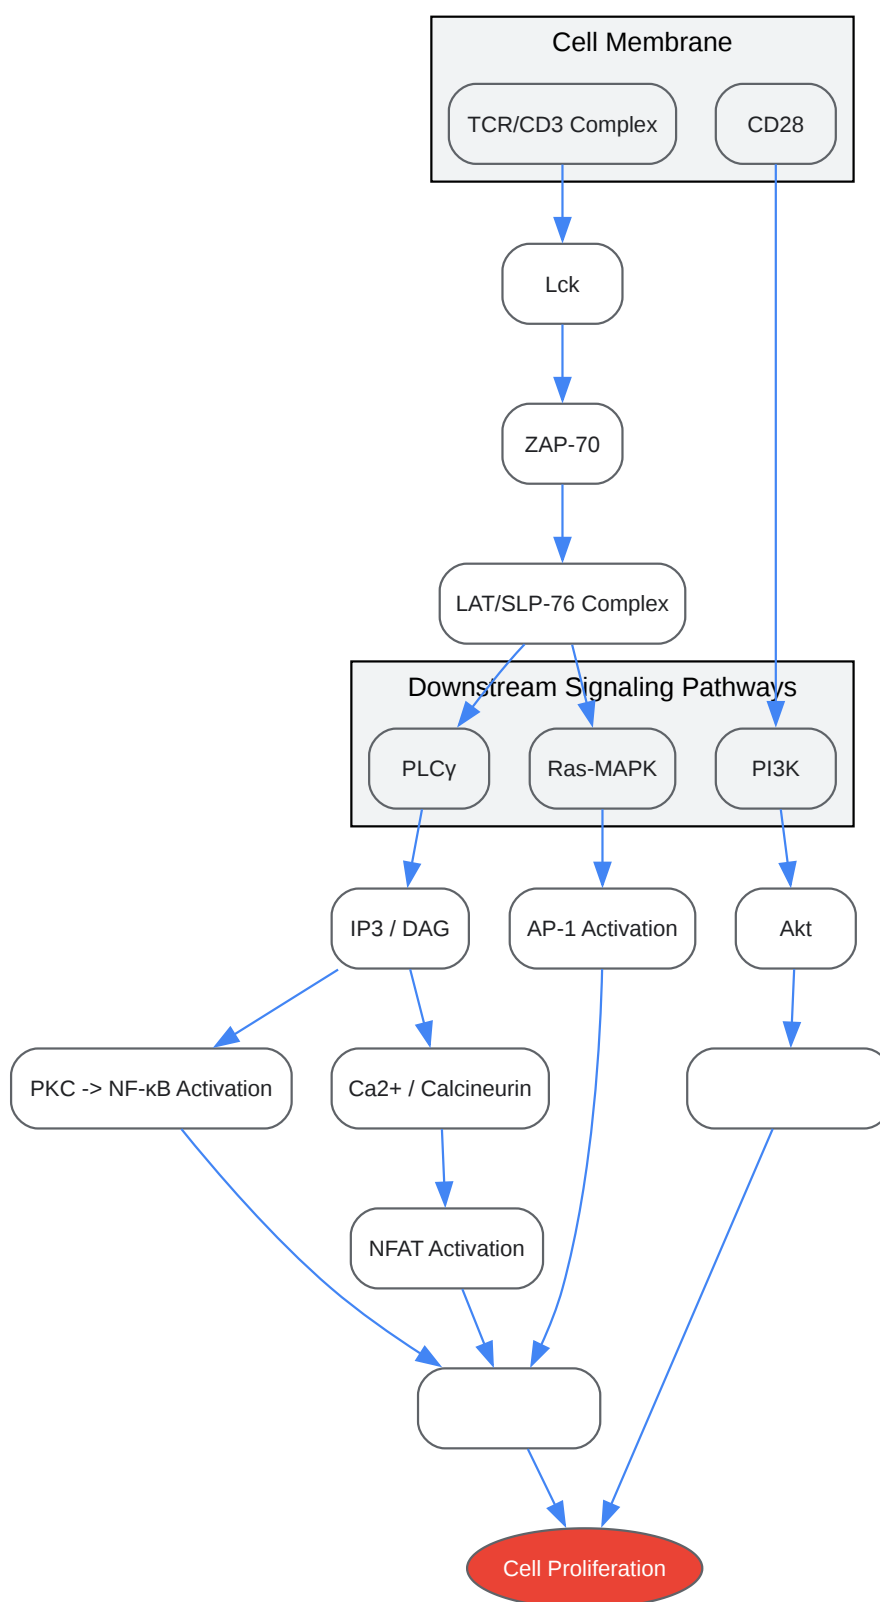 Cell Membrane
TCR/CD3 Complex
CD28
Lck
ZAP-70
LAT/SLP-76 Complex
Downstream Signaling Pathways
PLCγ
Ras-MAPK
PI3K
IP3 / DAG
AP-1 Activation
Akt
PKC -> NF-κB Activation
Ca2+ / Calcineurin
NFAT Activation
Cell Proliferation